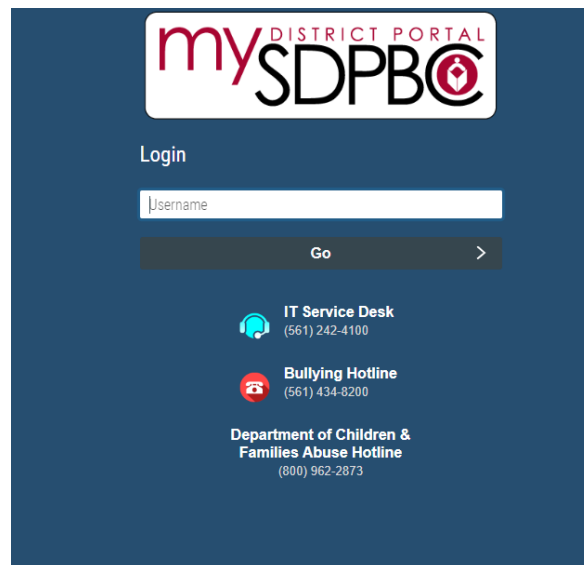 my DISTRICT PORTAL
SDPBC
Login
Username
Go
IT Service Desk
(561) 242-4100
Bullying Hotline
(561) 434-8200
Department of Children &
Families Abuse Hotline
(800) 962-2873